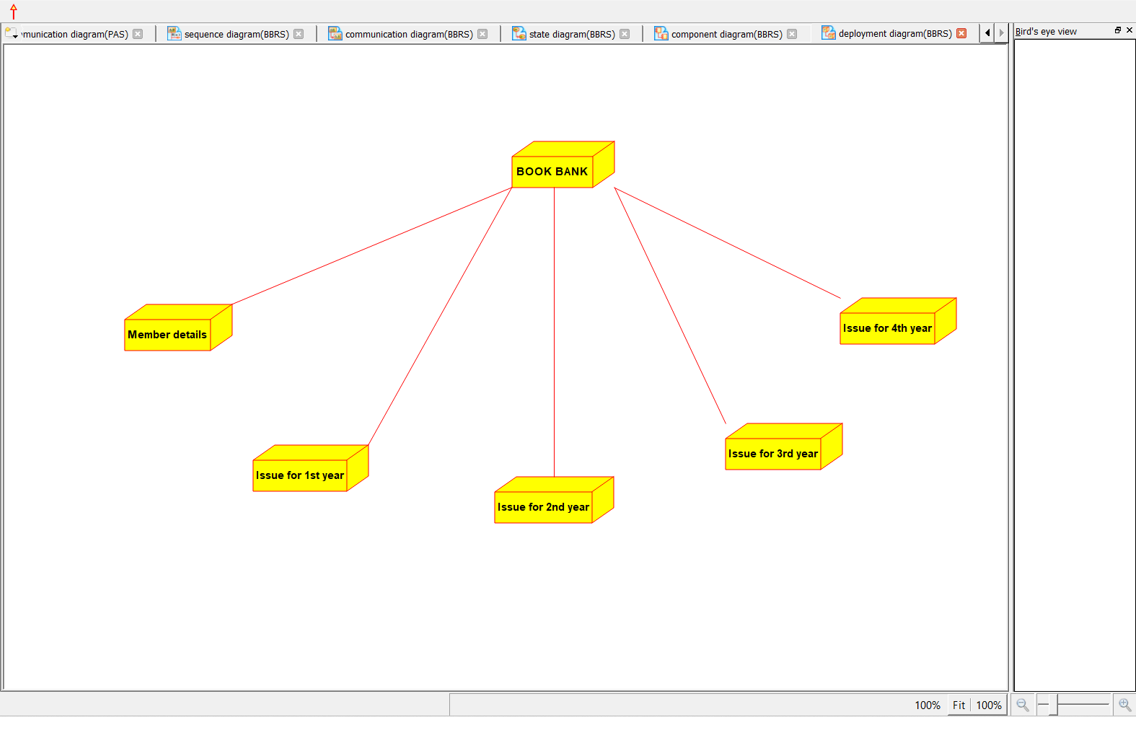 munication diagram(PAS)
sequence diagram(BBRS)
communication diagram(BBRS)
state diagram(BBRS)
component diagram(BBRS)
deployment diagram(BBRS)
Bird's eye view
BOOK BANK
Member details
Issue for 4th year
Issue for 3rd year
Issue for 1st year
Issue for 2nd year
100% Fit 100%